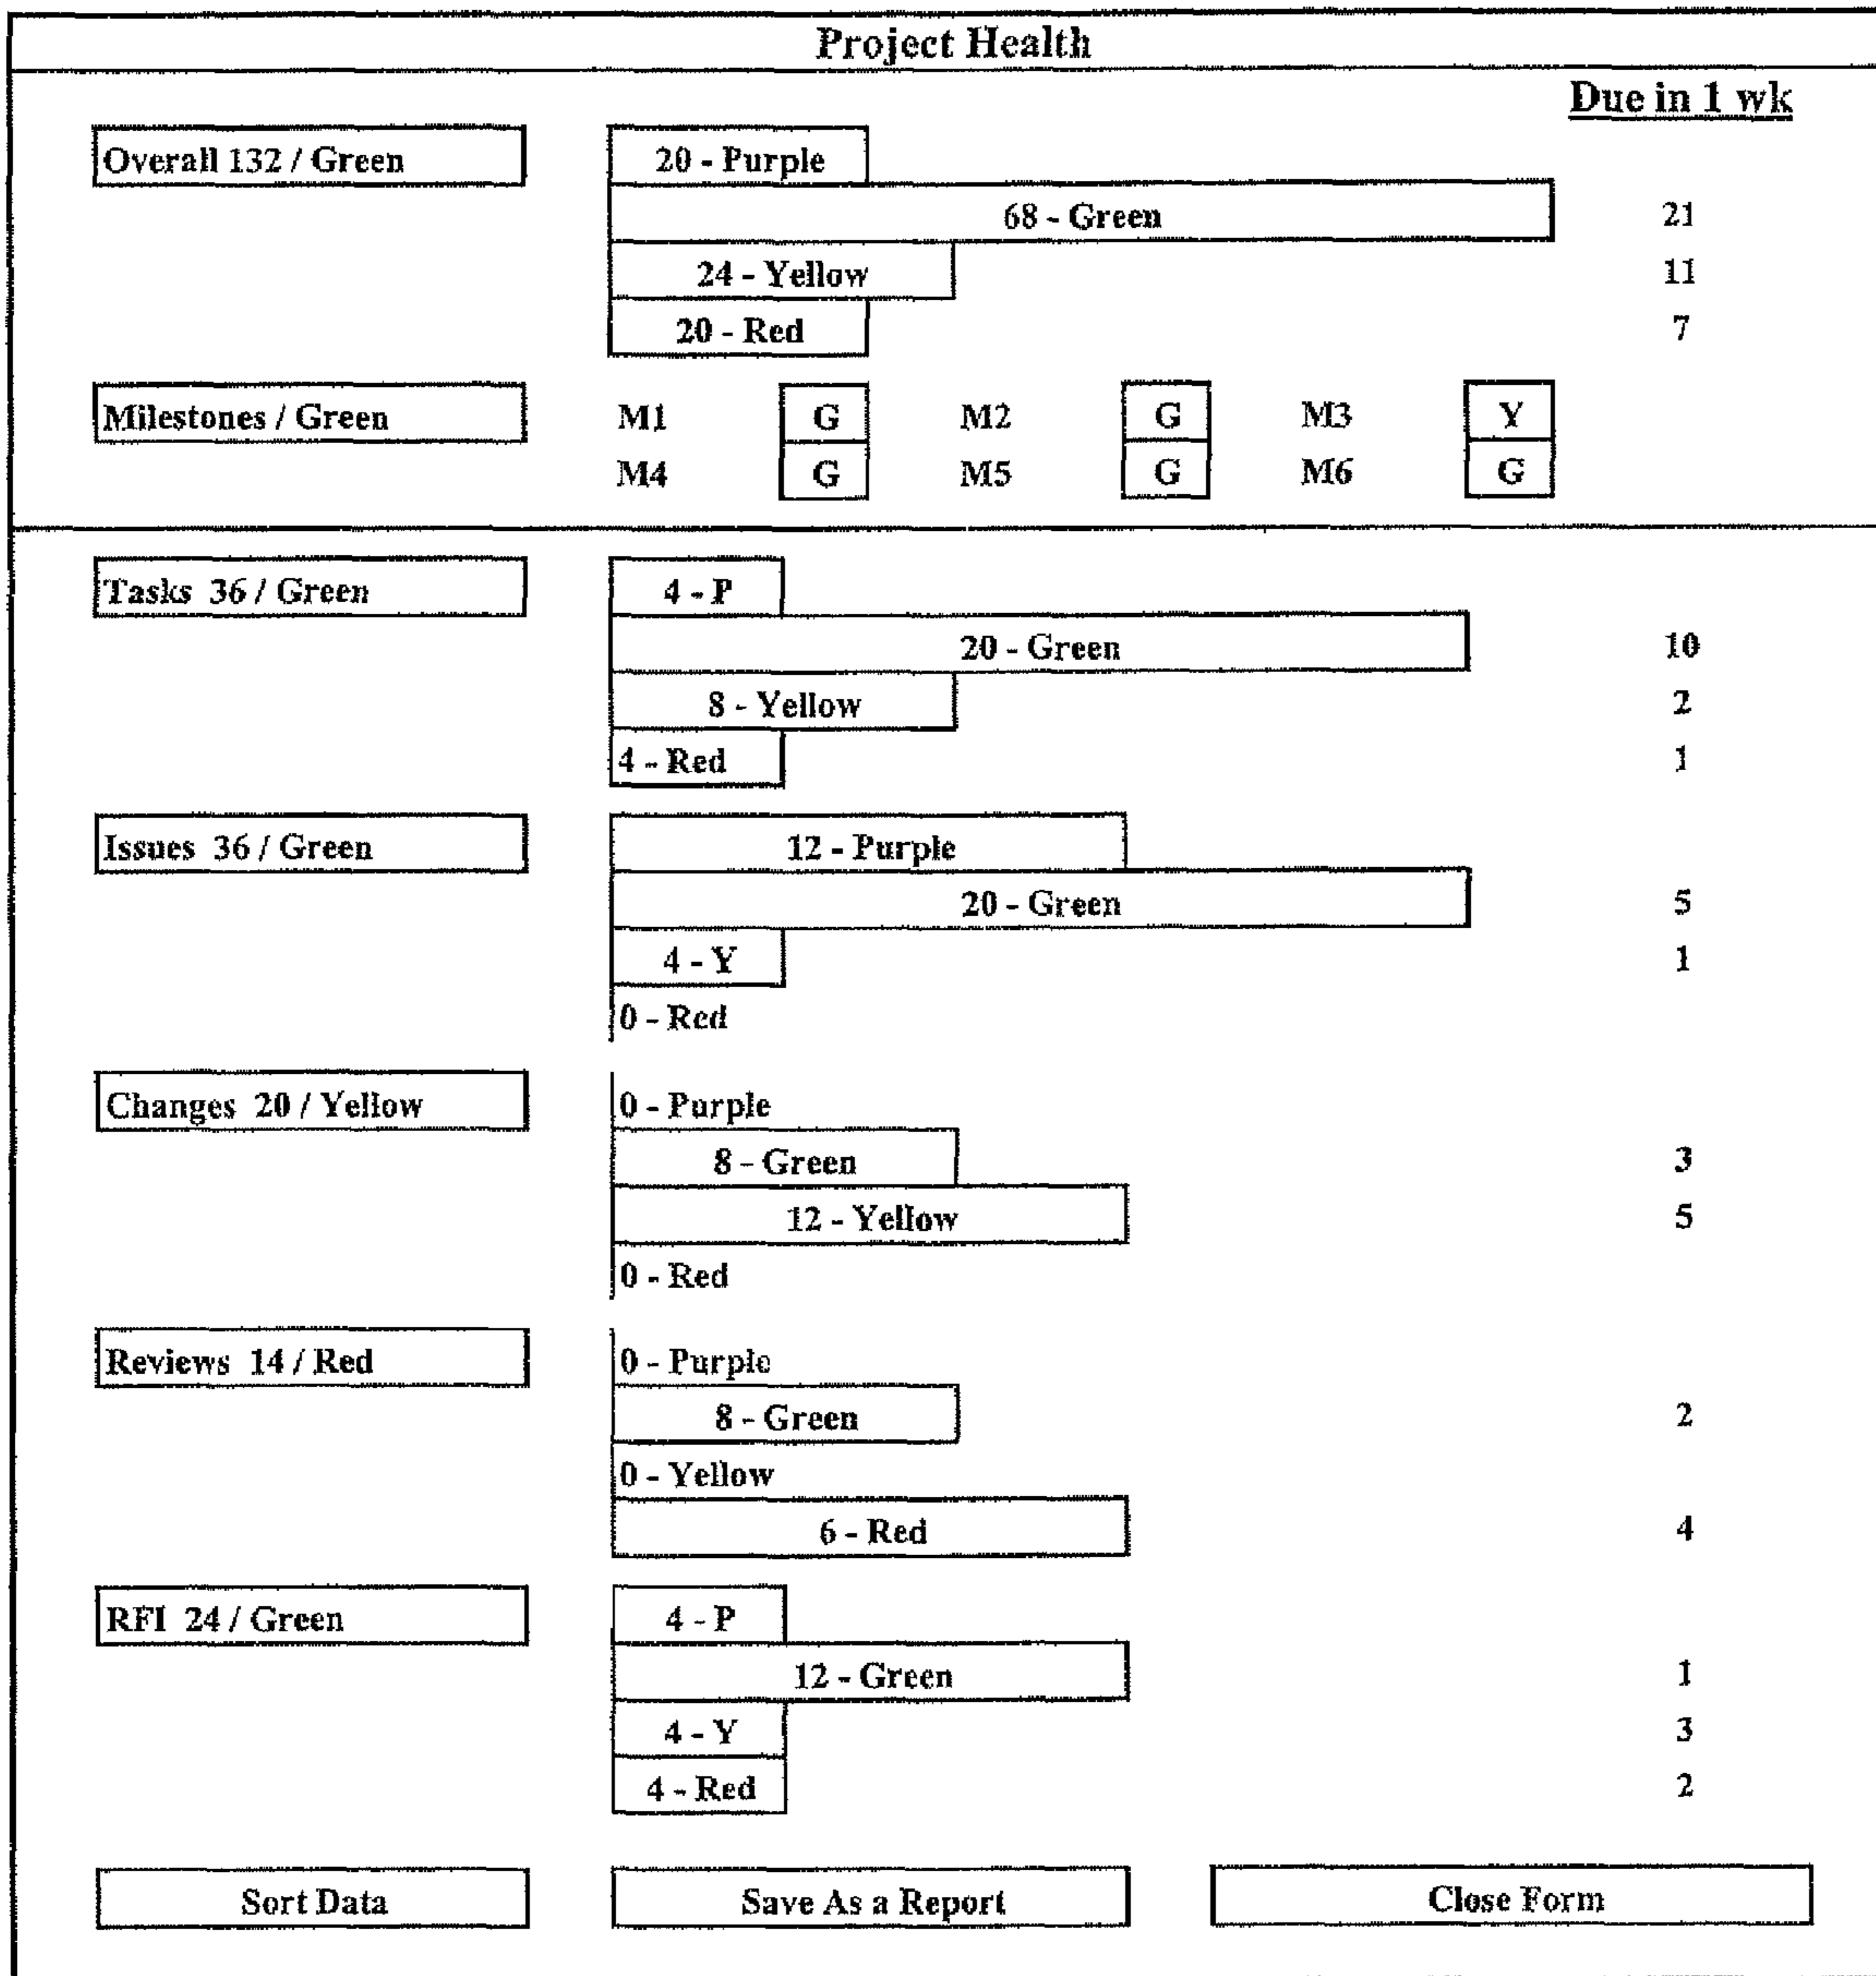 Project Health
Due in 1 wk
Overall 132 / Green
20 - Purple
68 - Green 21
24 - Yellow 11
20 - Red 7
Milestones / Green M1 G M2 G M3 Y
M4 G M5 G M6 G
Tasks 36 / Green 4 - P
20 - Green 10
8 - Yellow 2
4 - Red 1
Issues 36 / Green 12 - Purple
20 - Green 5
4 - Y 1
0 - Red
Changes 20 / Yellow 0 - Purple
8 - Green 3
12 - Yellow 5
0 - Red
Reviews 14 / Red 0 - Purple
8 - Green 2
0 - Yellow
6 - Red 4
RFI 24 / Green 4 - P
12 - Green 1
4 - Y 3
4 - Red 2
Sort Data Save As a Report Close Form